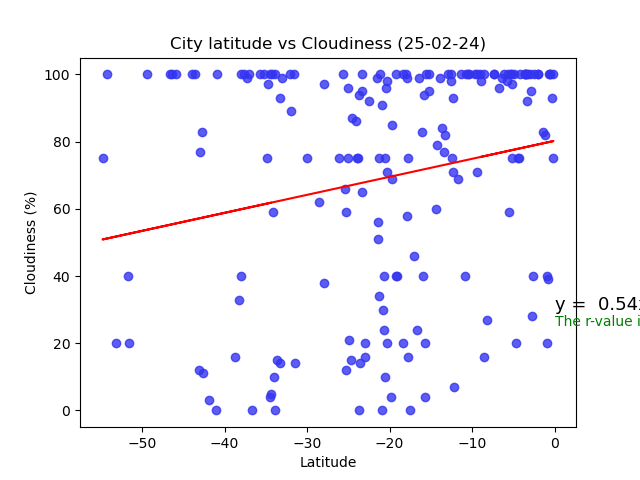 City latitude vs Cloudiness (25-02-24)
100
80
60
40
20
0
Cloudiness (%)
y = 0.54
The r-value i
−50
−40
−30
−20
−10
0
Latitude